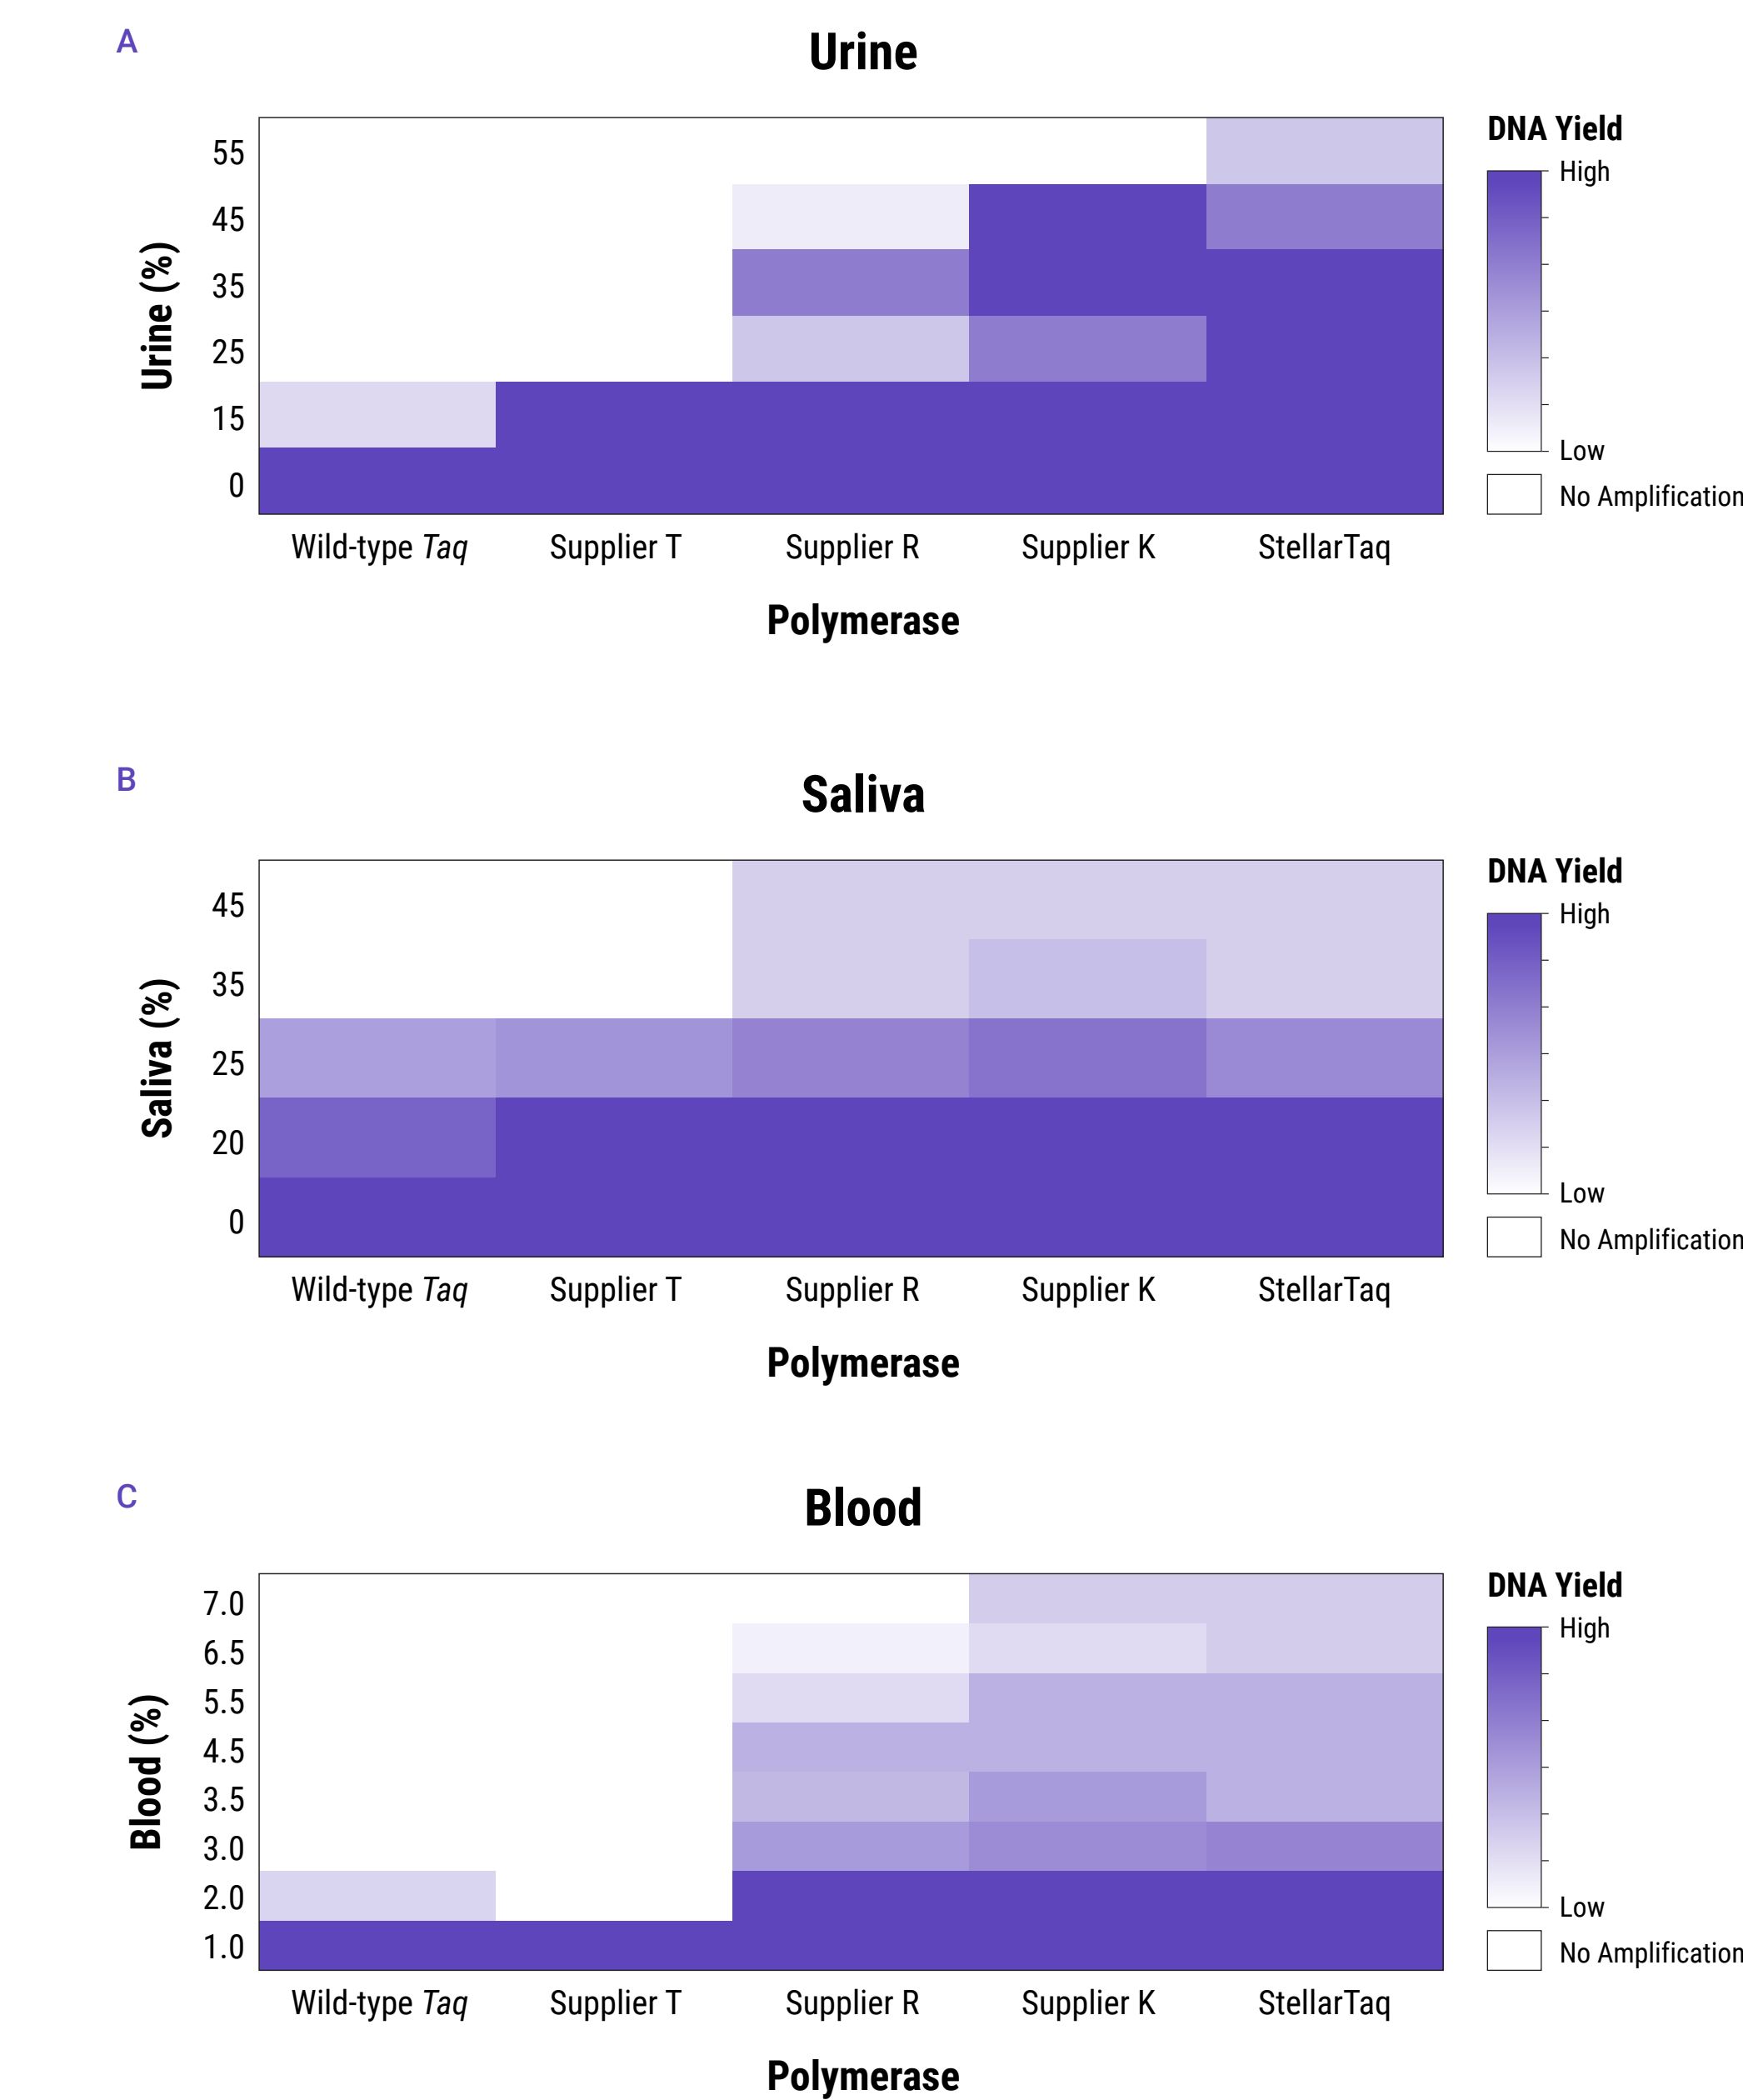 A
Urine
DNA Yield
High
Low
No Amplification
Urine (%)
55
45
35
25
15
0
Wild-type Taq
Supplier T
Supplier R
Supplier K
StellarTaq
Polymerase
B
Saliva
DNA Yield
High
Low
No Amplification
Saliva (%)
45
35
25
20
0
Wild-type Taq
Supplier T
Supplier R
Supplier K
StellarTaq
Polymerase
C
Blood
DNA Yield
High
Low
No Amplification
Blood (%)
7.0
6.5
5.5
4.5
3.5
3.0
2.0
1.0
Wild-type Taq
Supplier T
Supplier R
Supplier K
StellarTaq
Polymerase